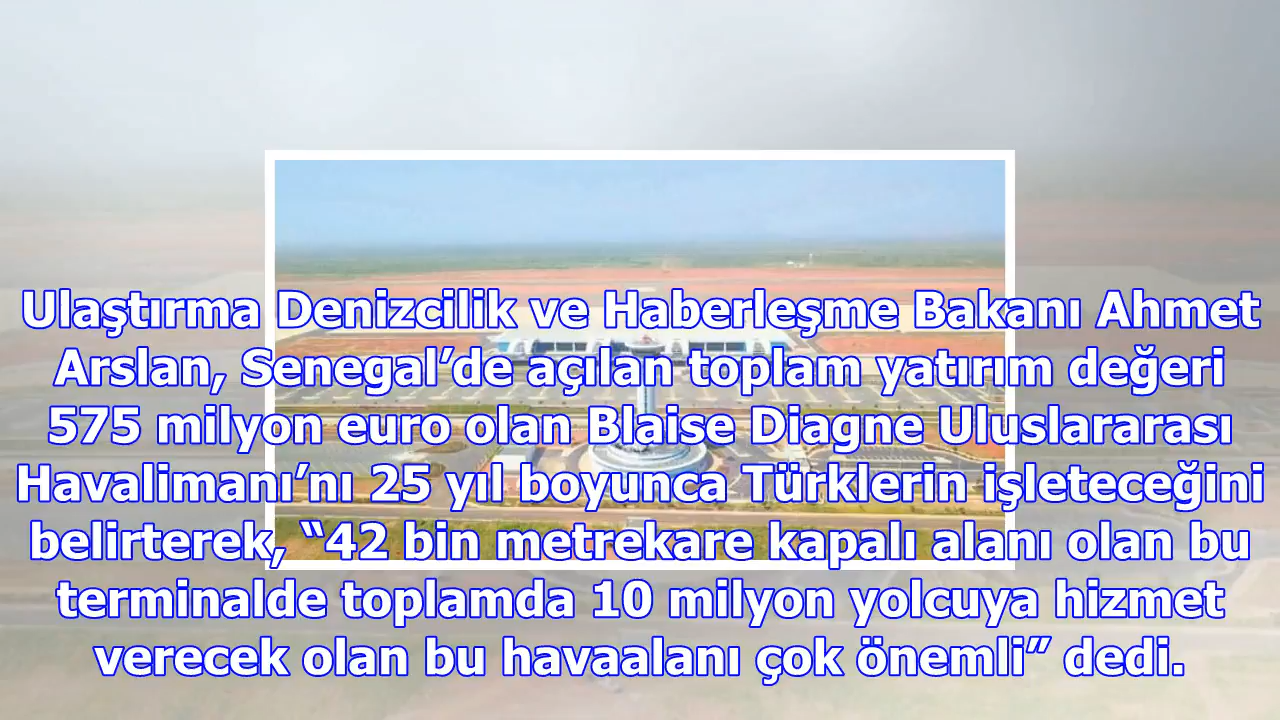 Ulaştırma Denizcilik ve Haberleşme Bakanı Ahmet
Arslan, Senegal’de açılan toplam yatırım değeri
575 milyon euro olan Blaise Diagne Uluslararası
Havalimanı’nı 25 yıl boyunca Türklerin işleteceğini
belirterek, “42 bin metrekare kapalı alanı olan bu
terminalde toplamda 10 milyon yolcuya hizmet
verecek olan bu havaalanı çok önemli” dedi.